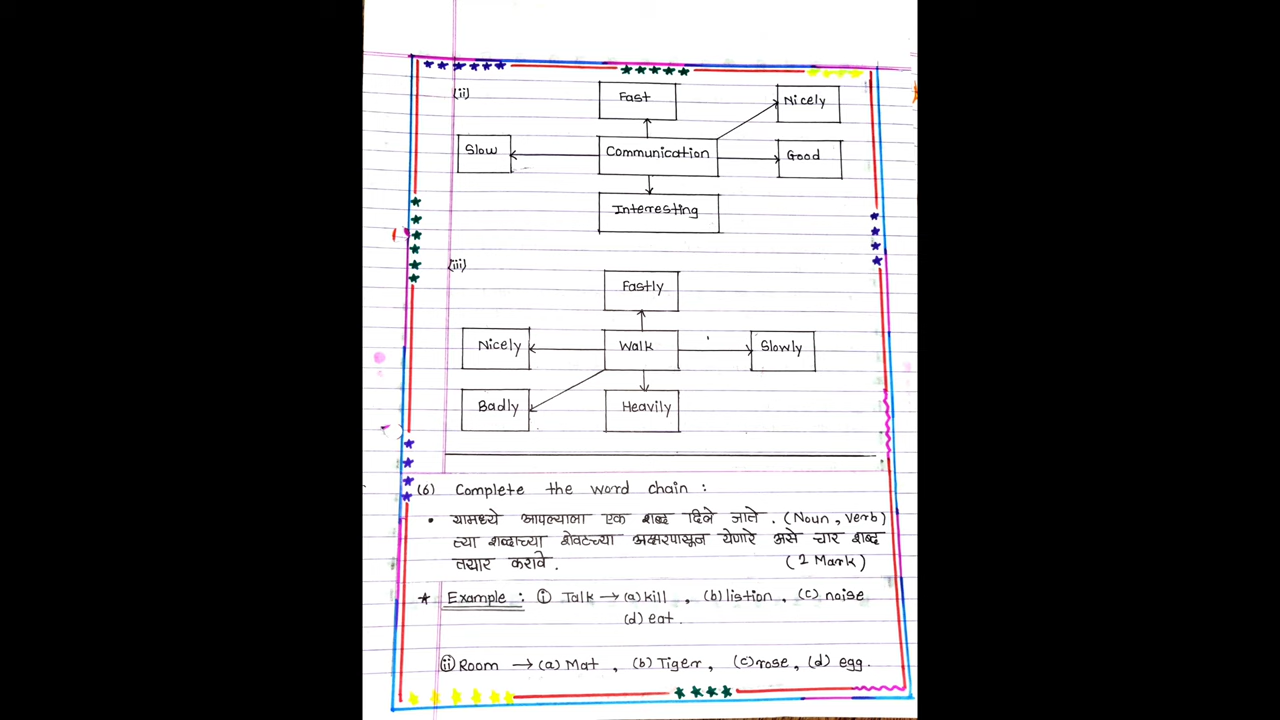 (ii)
Fast
Nicely
Slow
Communication
Good
Interesting
(iii)
Fastly
Nicely
Walk
Slowly
Badly
Heavily
(6) Complete the word chain :
• यामध्ये आपल्याला एक शब्द दिले जाते . (Noun , verb)
त्या शब्दाच्या शेवटच्या अक्षरपासून येणारे असे चार शब्द
तयार करावे . (2 Mark)
* Example : (i) Talk → (a) kill , (b) listion , (c) noise
(d) eat .
(ii) Room → (a) Mat , (b) Tiger , (c) rose , (d) egg .